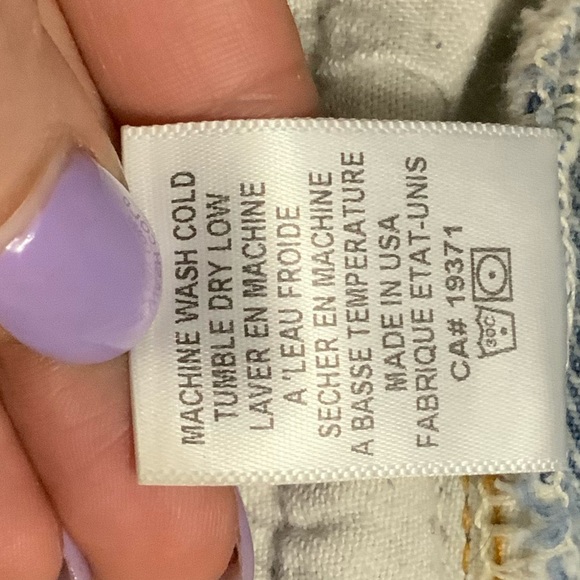 MACHINE WASH COLD
TUMBLE DRY LOW
LAVER EN MACHINE
A 'LEAU FROIDE
SECHER EN MACHINE
A BASSE TEMPERATURE
MADE IN USA
FABRIQUE ETAT-UNIS
CA# 19371
30C